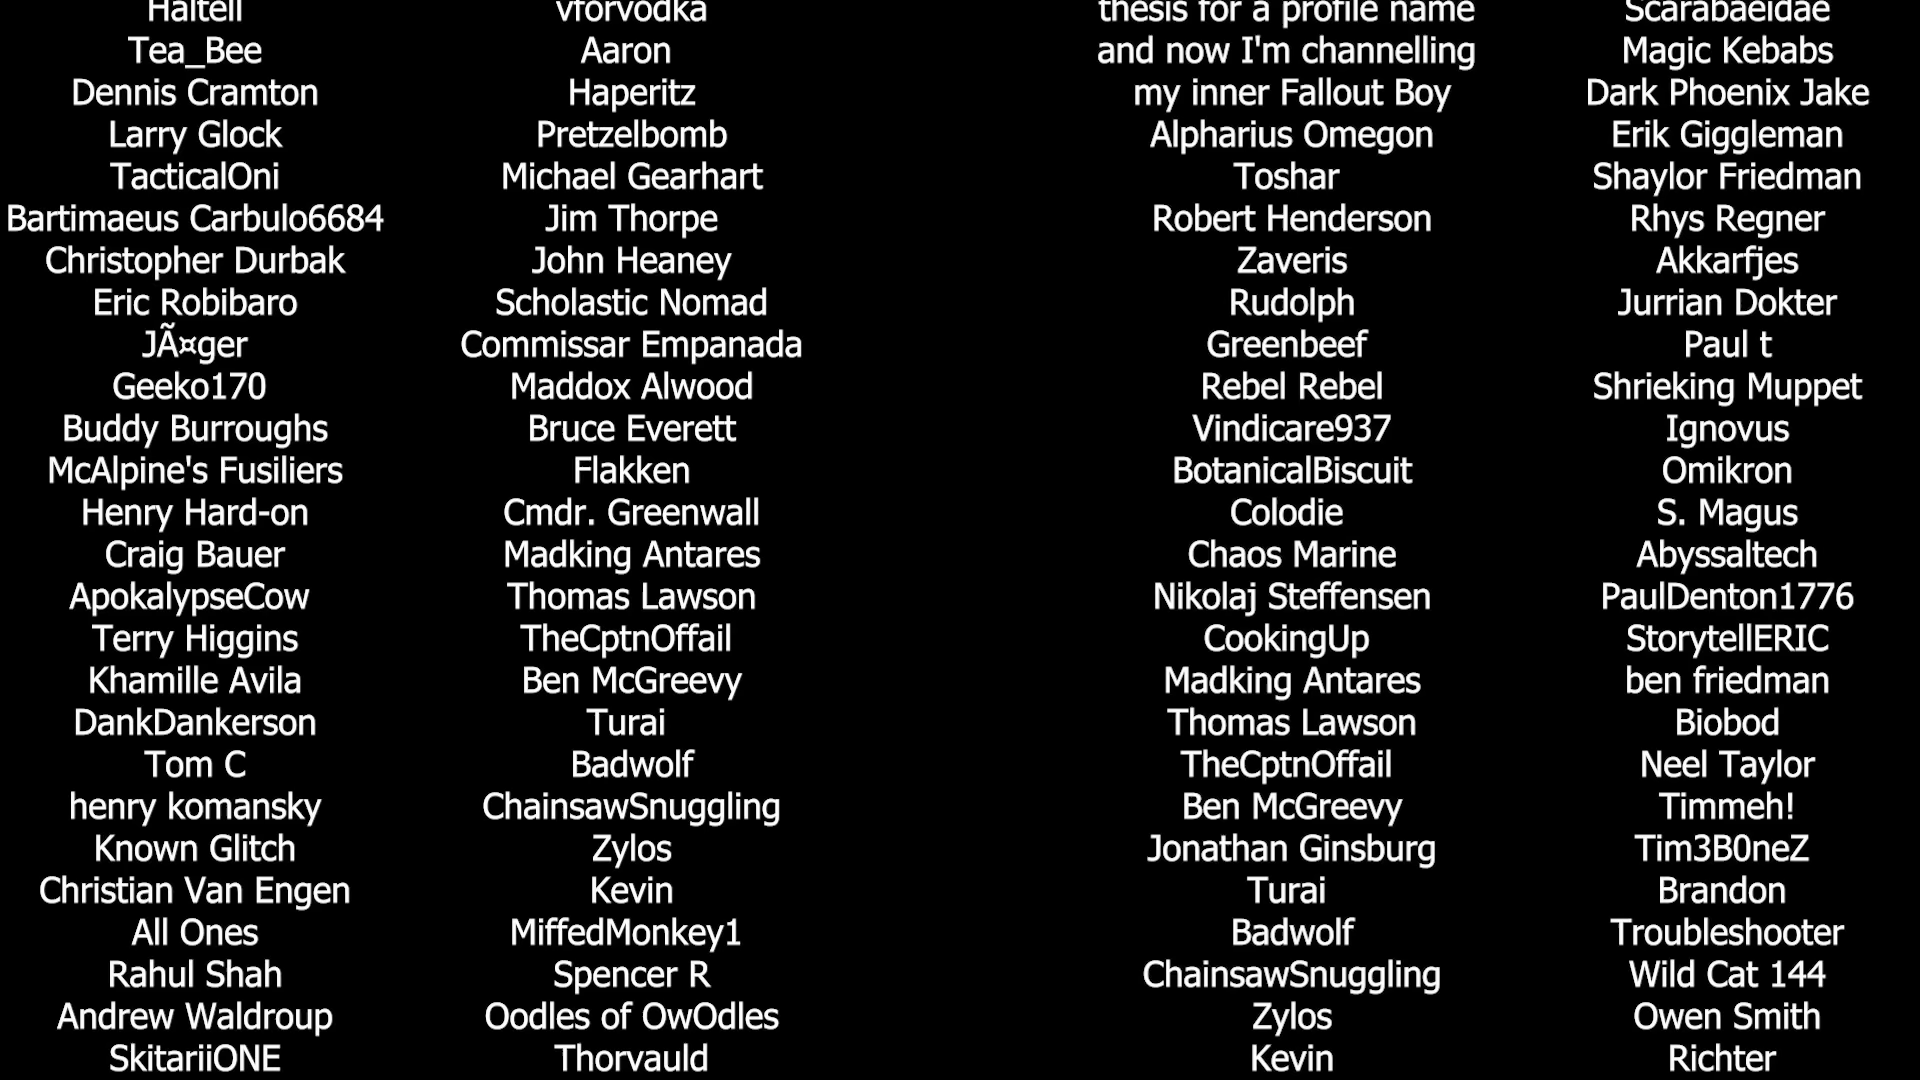 Haltell
Tea_Bee
Dennis Cramton
Larry Glock
TacticalOni
Bartimaeus Carbulo6684
Christopher Durbak
Eric Robibaro
JÃ¤ger
Geeko170
Buddy Burroughs
McAlpine's Fusiliers
Henry Hard-on
Craig Bauer
ApokalypseCow
Terry Higgins
Khamille Avila
DankDankerson
Tom C
henry komansky
Known Glitch
Christian Van Engen
All Ones
Rahul Shah
Andrew Waldroup
SkitariiONE
vforvodka
Aaron
Haperitz
Pretzelbomb
Michael Gearhart
Jim Thorpe
John Heaney
Scholastic Nomad
Commissar Empanada
Maddox Alwood
Bruce Everett
Flakken
Cmdr. Greenwall
Madking Antares
Thomas Lawson
TheCptnOffail
Ben McGreevy
Turai
Badwolf
ChainsawSnuggling
Zylos
Kevin
MiffedMonkey1
Spencer R
Oodles of OwOdles
Thorvauld
thesis for a profile name
and now I'm channelling
my inner Fallout Boy
Alpharius Omegon
Toshar
Robert Henderson
Zaveris
Rudolph
Greenbeef
Rebel Rebel
Vindicare937
BotanicalBiscuit
Colodie
Chaos Marine
Nikolaj Steffensen
CookingUp
Madking Antares
Thomas Lawson
TheCptnOffail
Ben McGreevy
Jonathan Ginsburg
Turai
Badwolf
ChainsawSnuggling
Zylos
Kevin
Scarabaeidae
Magic Kebabs
Dark Phoenix Jake
Erik Giggleman
Shaylor Friedman
Rhys Regner
Akkarfjes
Jurrian Dokter
Paul t
Shrieking Muppet
Ignovus
Omikron
S. Magus
Abyssaltech
PaulDenton1776
StorytellERIC
ben friedman
Biobod
Neel Taylor
Timmeh!
Tim3B0neZ
Brandon
Troubleshooter
Wild Cat 144
Owen Smith
Richter